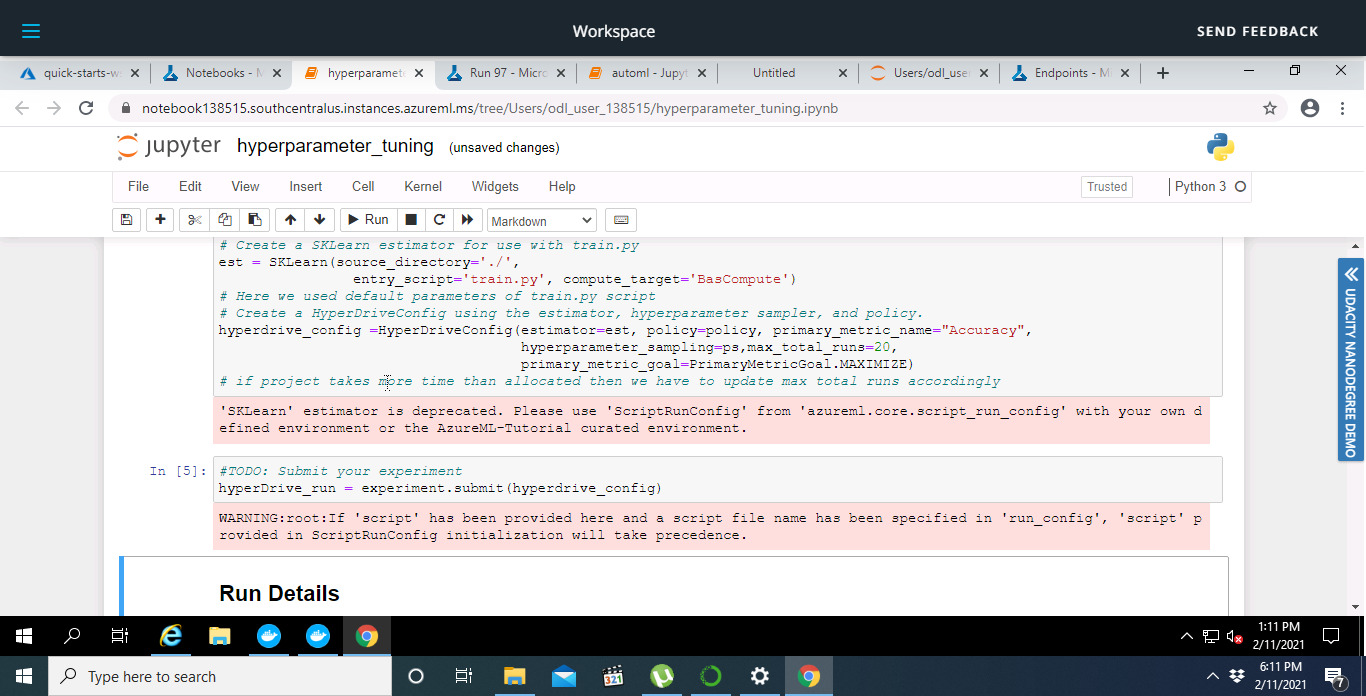 Workspace
SEND FEEDBACK
quick-starts-w
Notebooks - M
hyperparamet
Run 97 - Micro
automl - Jupyt
Untitled
Users/odl_use
Endpoints - M
notebook138515.southcentralus.instances.azureml.ms/tree/Users/odl_user_138515/hyperparameter_tuning.ipynb
jupyter hyperparameter_tuning (unsaved changes)
File Edit View Insert Cell Kernel Widgets Help Trusted Python 3
Run Markdown
# Create a SKLearn estimator for use with train.py
est = SKLearn(source_directory='./',
entry_script='train.py', compute_target='BasCompute')
# Here we used default parameters of train.py script
# Create a HyperDriveConfig using the estimator, hyperparameter sampler, and policy.
hyperdrive_config =HyperDriveConfig(estimator=est, policy=policy, primary_metric_name="Accuracy",
hyperparameter_sampling=ps,max_total_runs=20,
primary_metric_goal=PrimaryMetricGoal.MAXIMIZE)
# if project takes more time than allocated then we have to update max total runs accordingly
'SKLearn' estimator is deprecated. Please use 'ScriptRunConfig' from 'azureml.core.script_run_config' with your own d
efined environment or the AzureML-Tutorial curated environment.
In [5]: #TODO: Submit your experiment
hyperDrive_run = experiment.submit(hyperdrive_config)
WARNING:root:If 'script' has been provided here and a script file name has been specified in 'run_config', 'script' p
rovided in ScriptRunConfig initialization will take precedence.
Run Details
UDACITY NANODEGREE DEMO
1:11 PM
2/11/2021
Type here to search
321
6:11 PM
2/11/2021
7